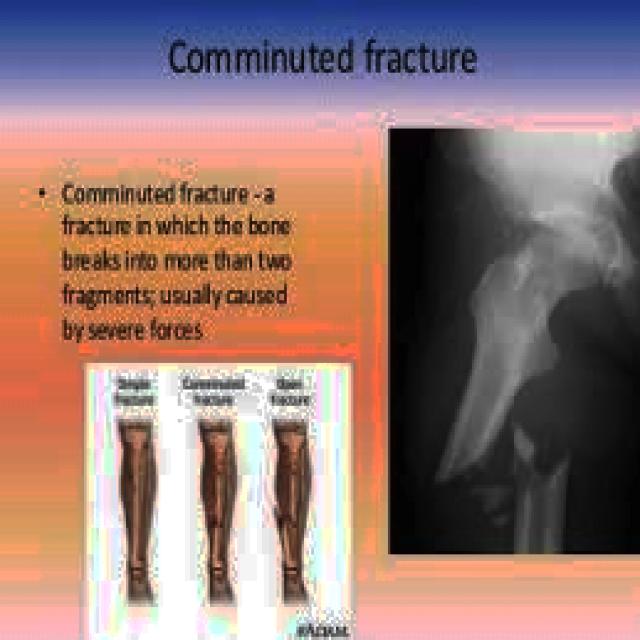 Comminuted fracture
• Comminuted fracture - a
fracture in which the bone
breaks into more than two
fragments; usually caused
by severe forces
Simple Comminuted Open
fracture fracture fracture